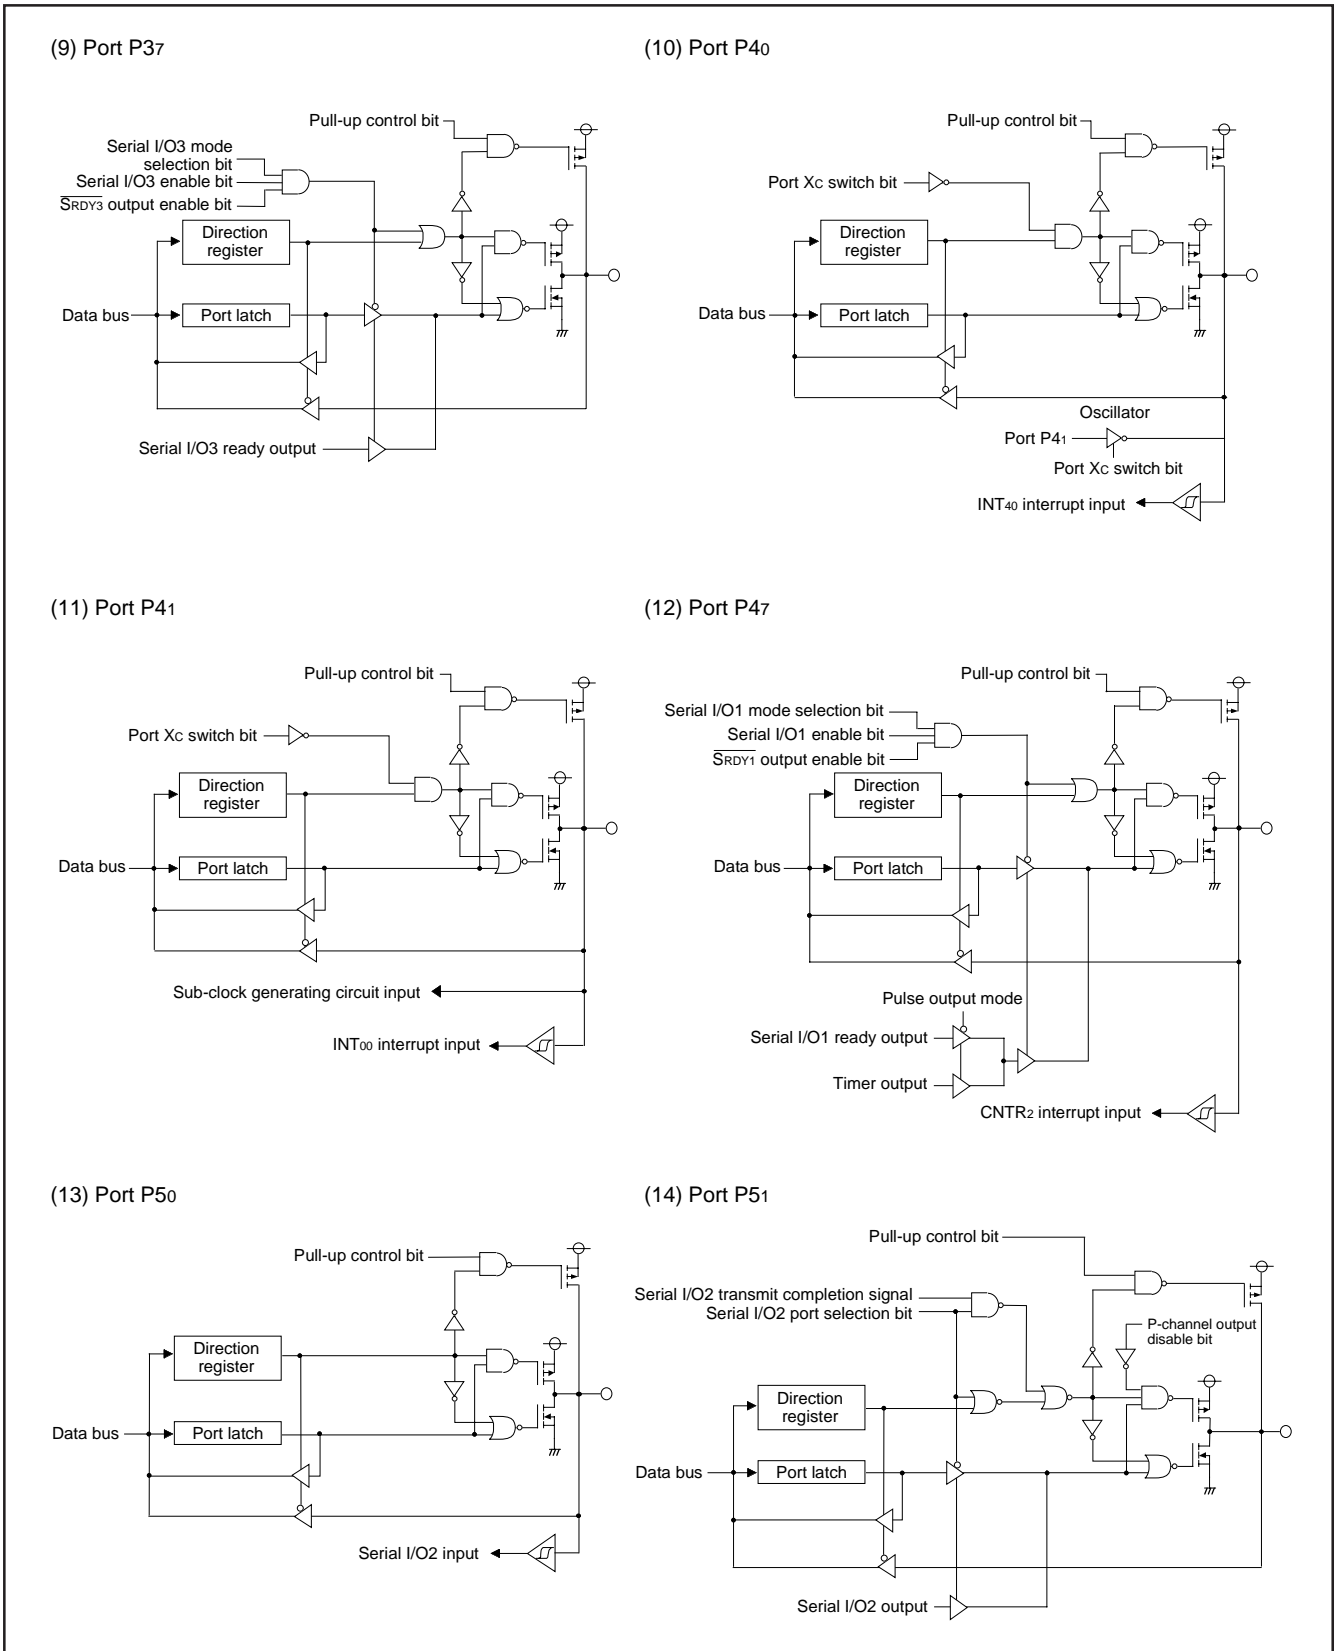 (9) Port P37
Pull-up control bit
Serial I/O3 mode
selection bit
Serial I/O3 enable bit
SRDY3 output enable bit
Direction
register
Data bus
Port latch
Serial I/O3 ready output
(10) Port P40
Pull-up control bit
Port XC switch bit
Direction
register
Data bus
Port latch
Oscillator
Port P41
Port XC switch bit
INT40 interrupt input
(11) Port P41
Pull-up control bit
Port XC switch bit
Direction
register
Data bus
Port latch
Sub-clock generating circuit input
INT00 interrupt input
(12) Port P47
Pull-up control bit
Serial I/O1 mode selection bit
Serial I/O1 enable bit
SRDY1 output enable bit
Direction
register
Data bus
Port latch
Pulse output mode
Serial I/O1 ready output
Timer output
CNTR2 interrupt input
(13) Port P50
Pull-up control bit
Direction
register
Data bus
Port latch
Serial I/O2 input
(14) Port P51
Pull-up control bit
Serial I/O2 transmit completion signal
Serial I/O2 port selection bit
P-channel output
disable bit
Direction
register
Data bus
Port latch
Serial I/O2 output